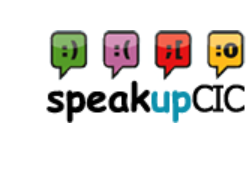 :) :( ;[ :o
speakupCIC